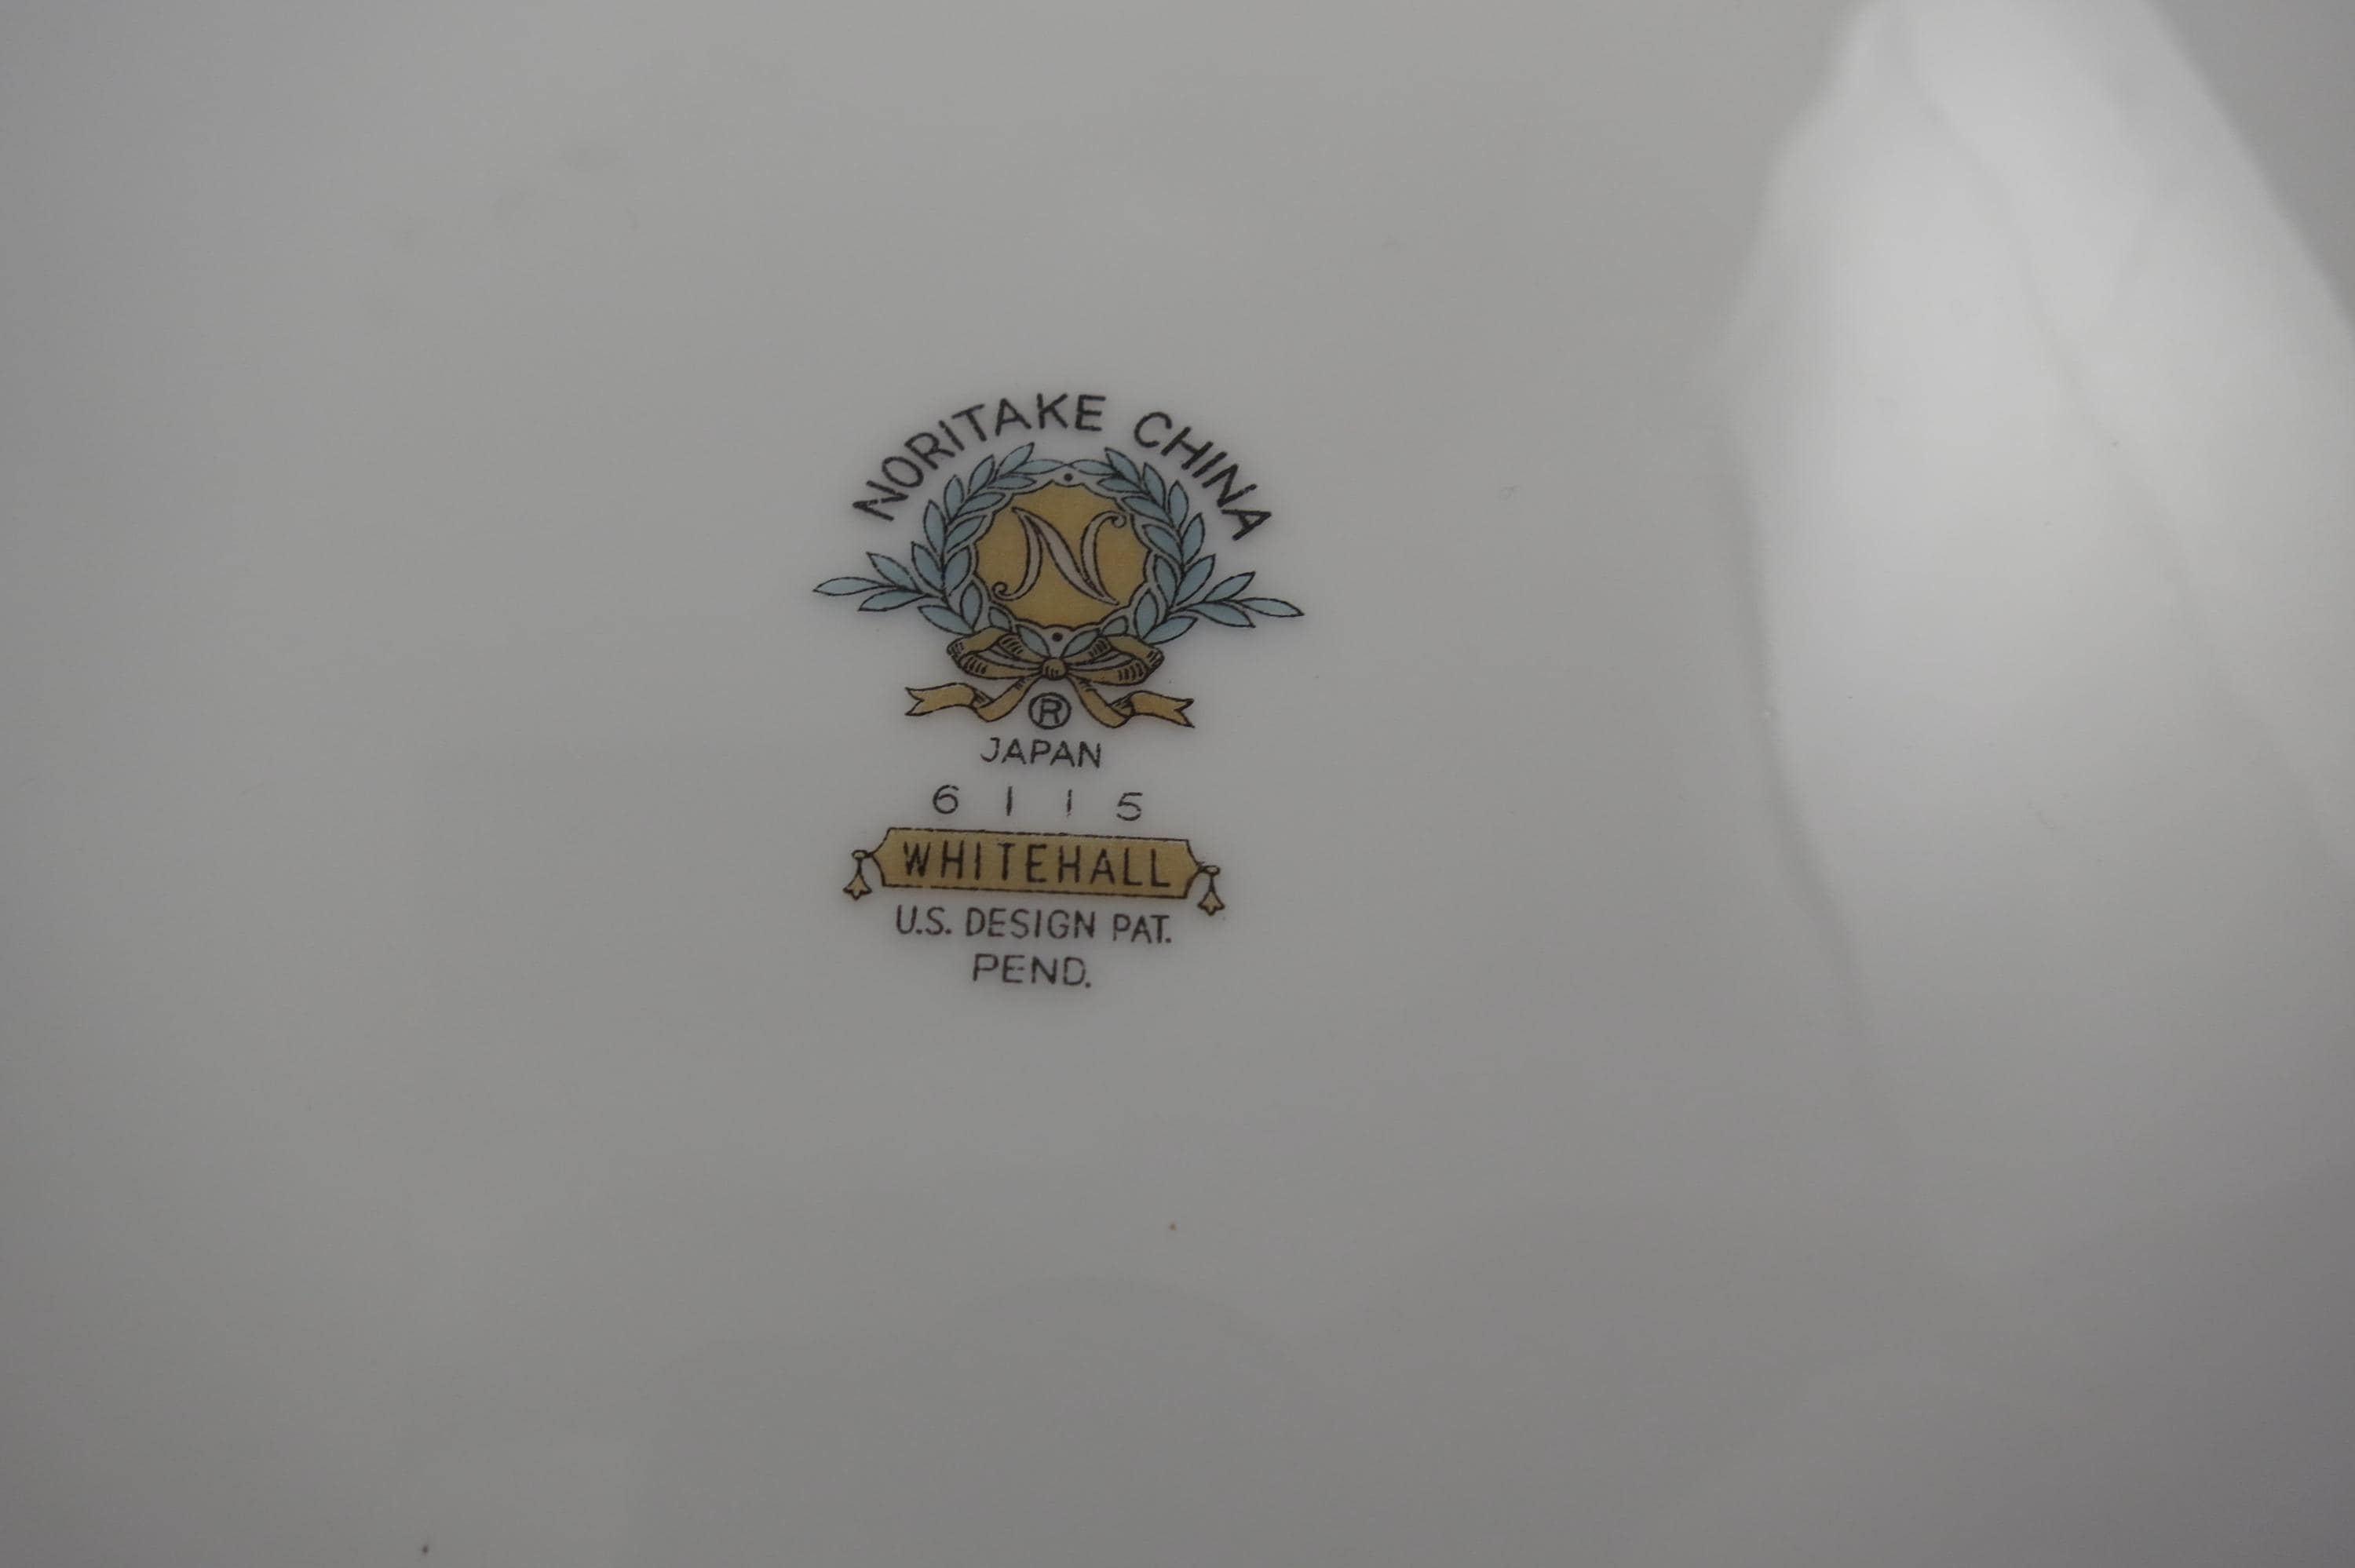 NORITAKE CHINA
N
®
JAPAN
6115
WHITEHALL
U.S. DESIGN PAT.
PEND.